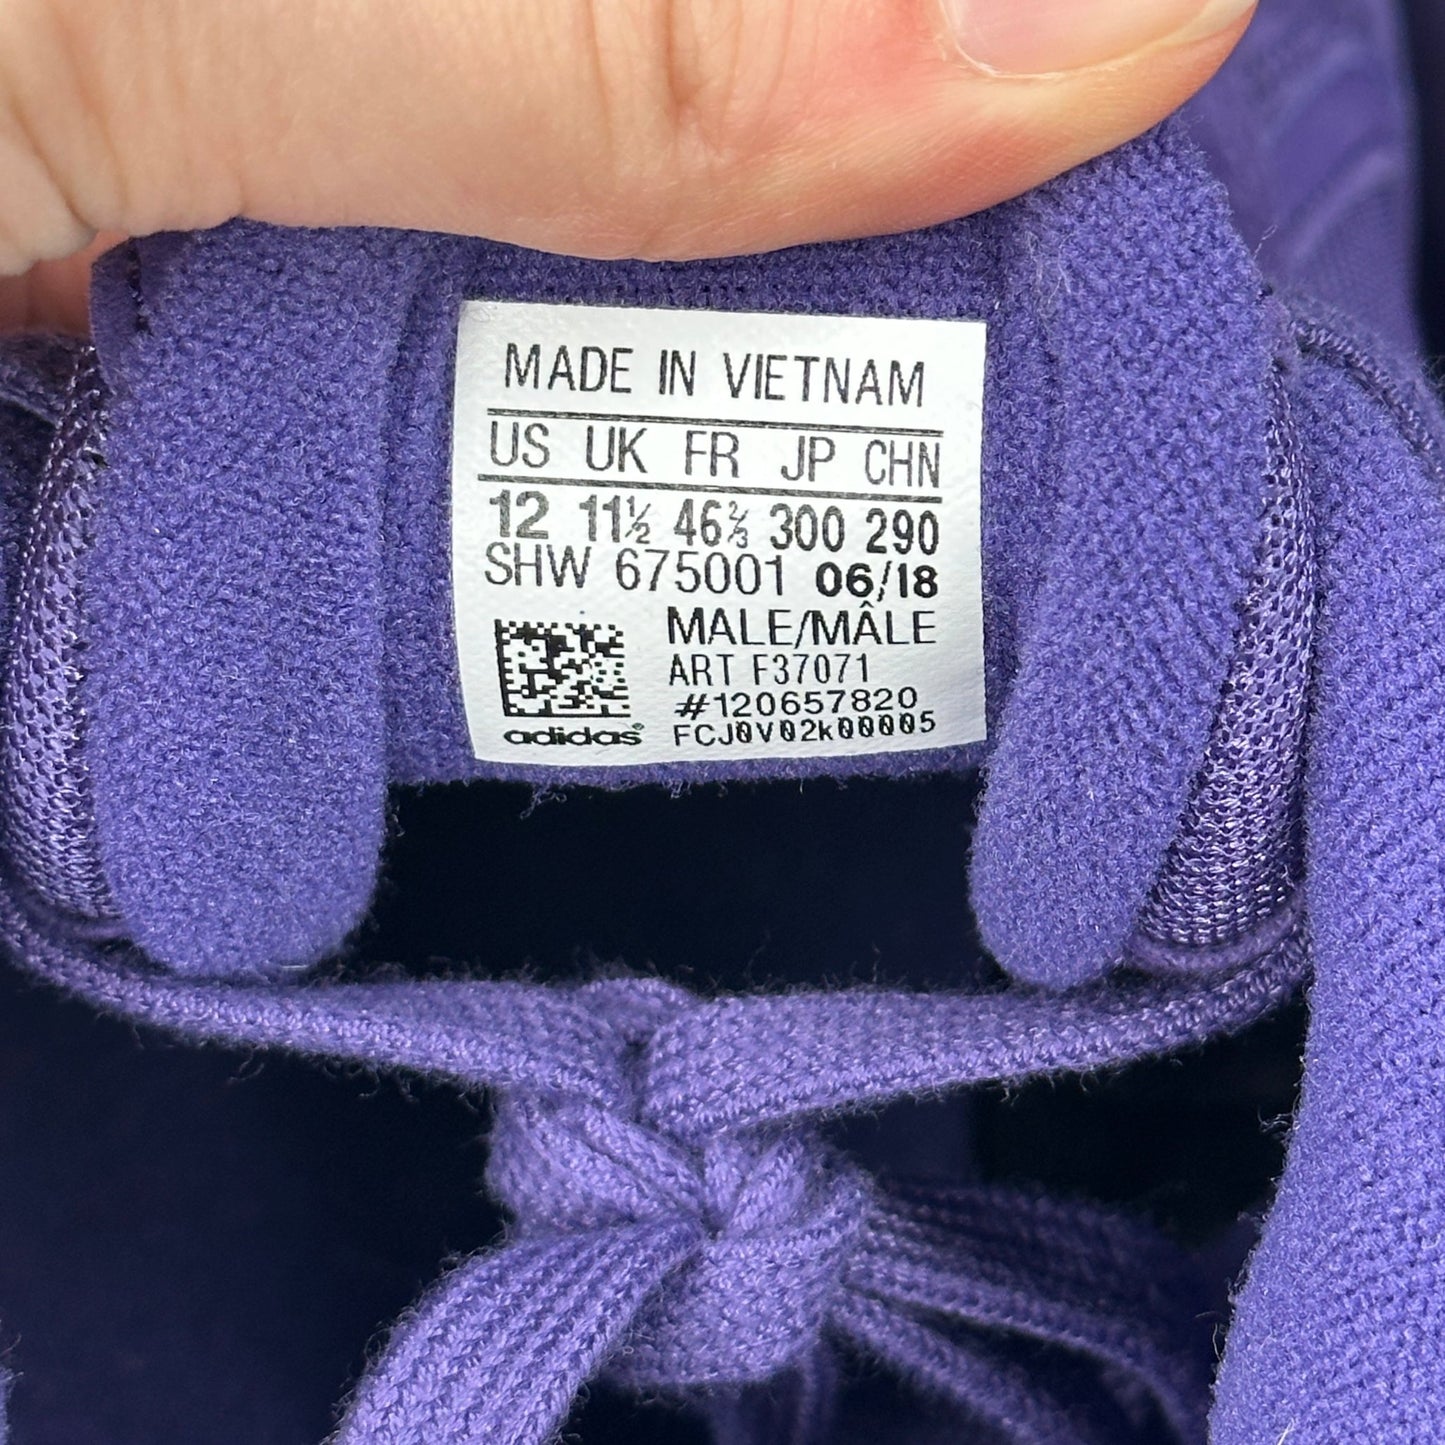 MADE IN VIETNAM
US UK FR JP CHN
12 11½ 46⅔ 300 290
SHW 675001 06/18
MALE/MÂLE
ART F37071
#120657820
adidas® FCJ0V02k00005